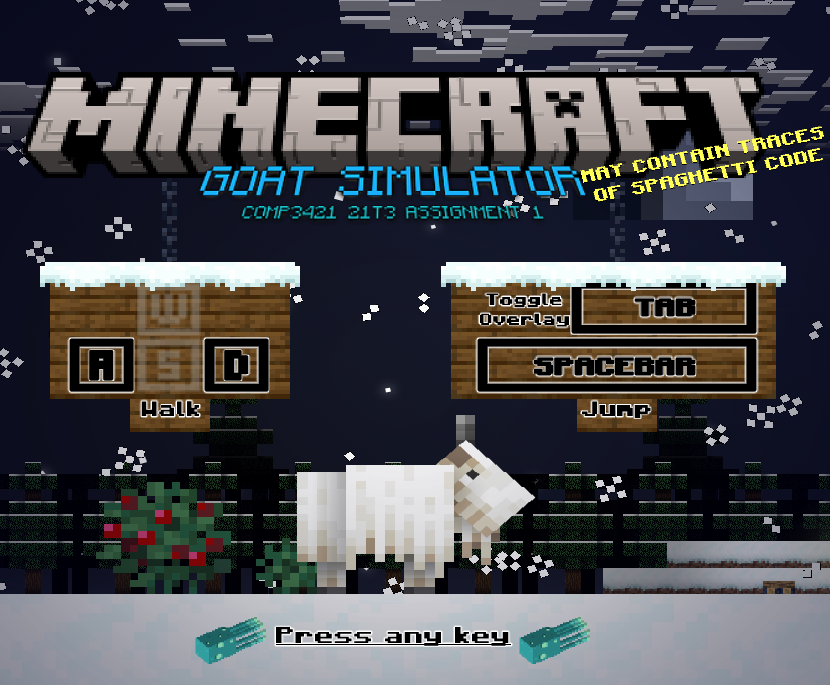 MINECRAFT
GOAT SIMULATOR
COMP3421 21T3 ASSIGNMENT 1
MAY CONTAIN TRACES
OF SPAGHETTI CODE
W
A S D
Walk
Toggle
Overlay
TAB
SPACEBAR
Jump
Press any key